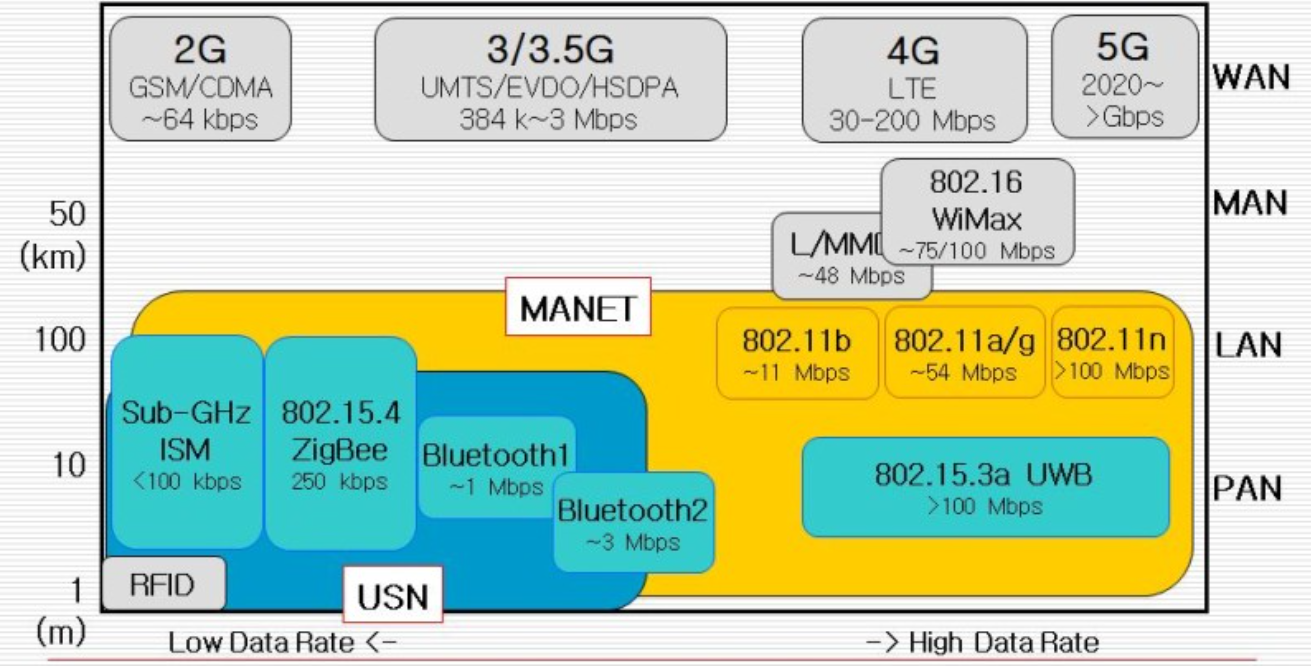 2G
GSM/CDMA
~64 kbps
3/3.5G
UMTS/EVDO/HSDPA
384 k~3 Mbps
4G
LTE
30-200 Mbps
5G
2020~
>Gbps
WAN
802.16
WiMax
~75/100 Mbps
MAN
50
(km)
L/MM
~48 Mbps
MANET
100
802.11b
~11 Mbps
802.11a/g
~54 Mbps
802.11n
>100 Mbps
LAN
Sub-GHz
ISM
<100 kbps
802.15.4
ZigBee
250 kbps
Bluetooth1
~1 Mbps
Bluetooth2
~3 Mbps
10
802.15.3a UWB
>100 Mbps
PAN
RFID
USN
1
(m)
Low Data Rate <-
-> High Data Rate